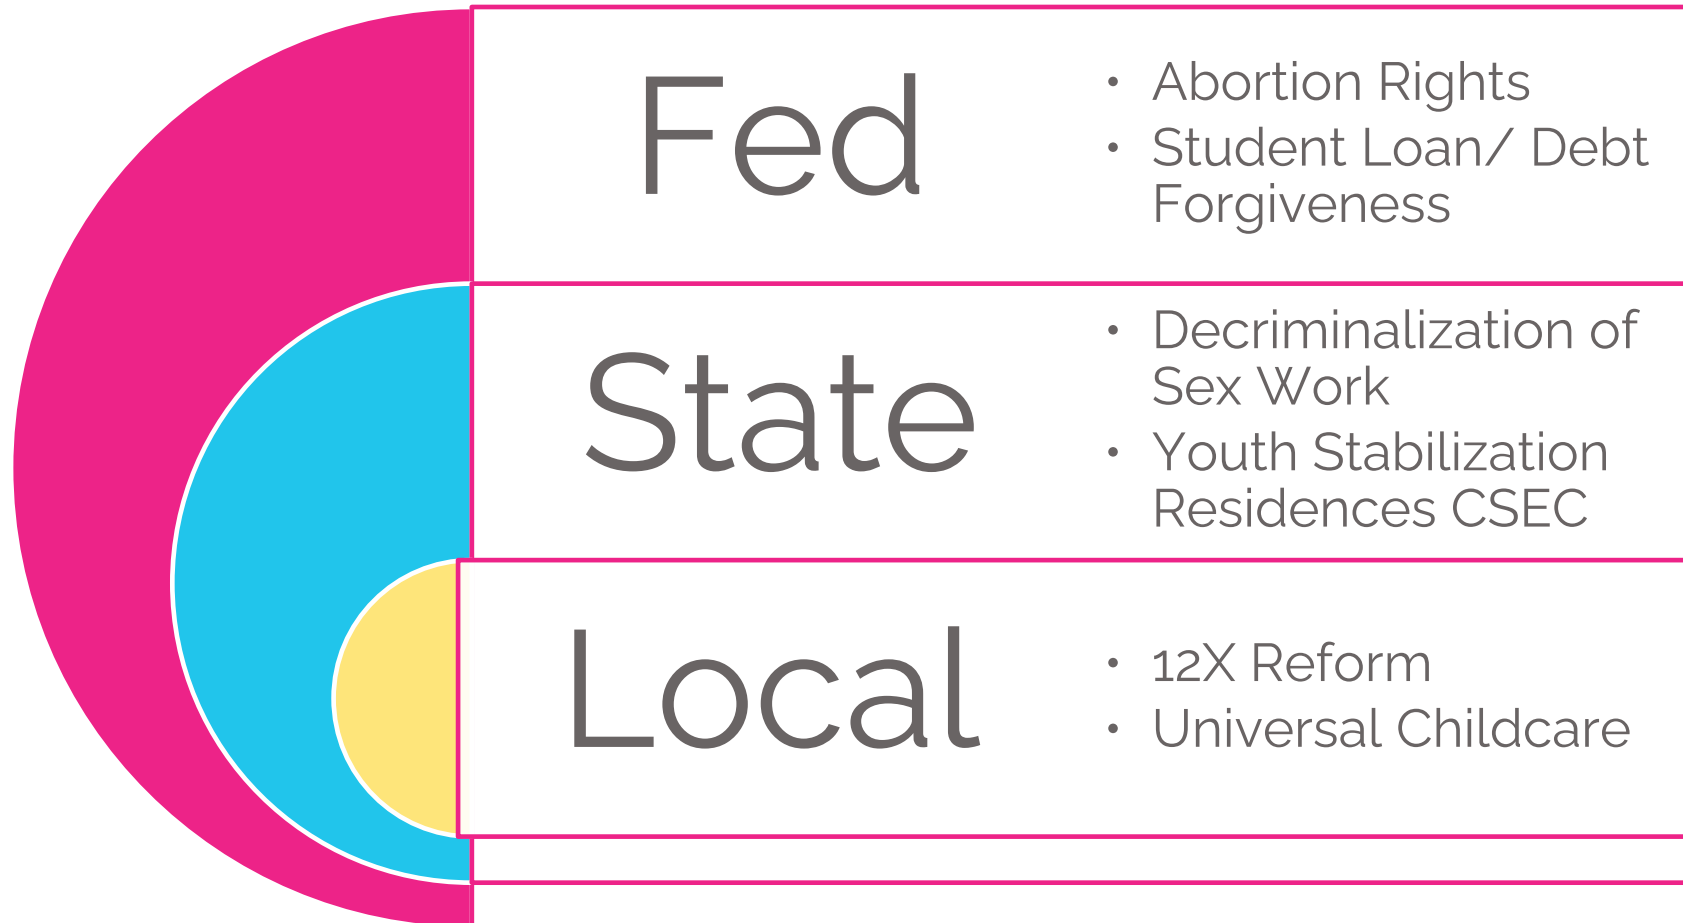 Fed
• Abortion Rights
• Student Loan/ Debt
Forgiveness
State
• Decriminalization of
Sex Work
• Youth Stabilization
Residences CSEC
Local
• 12X Reform
• Universal Childcare